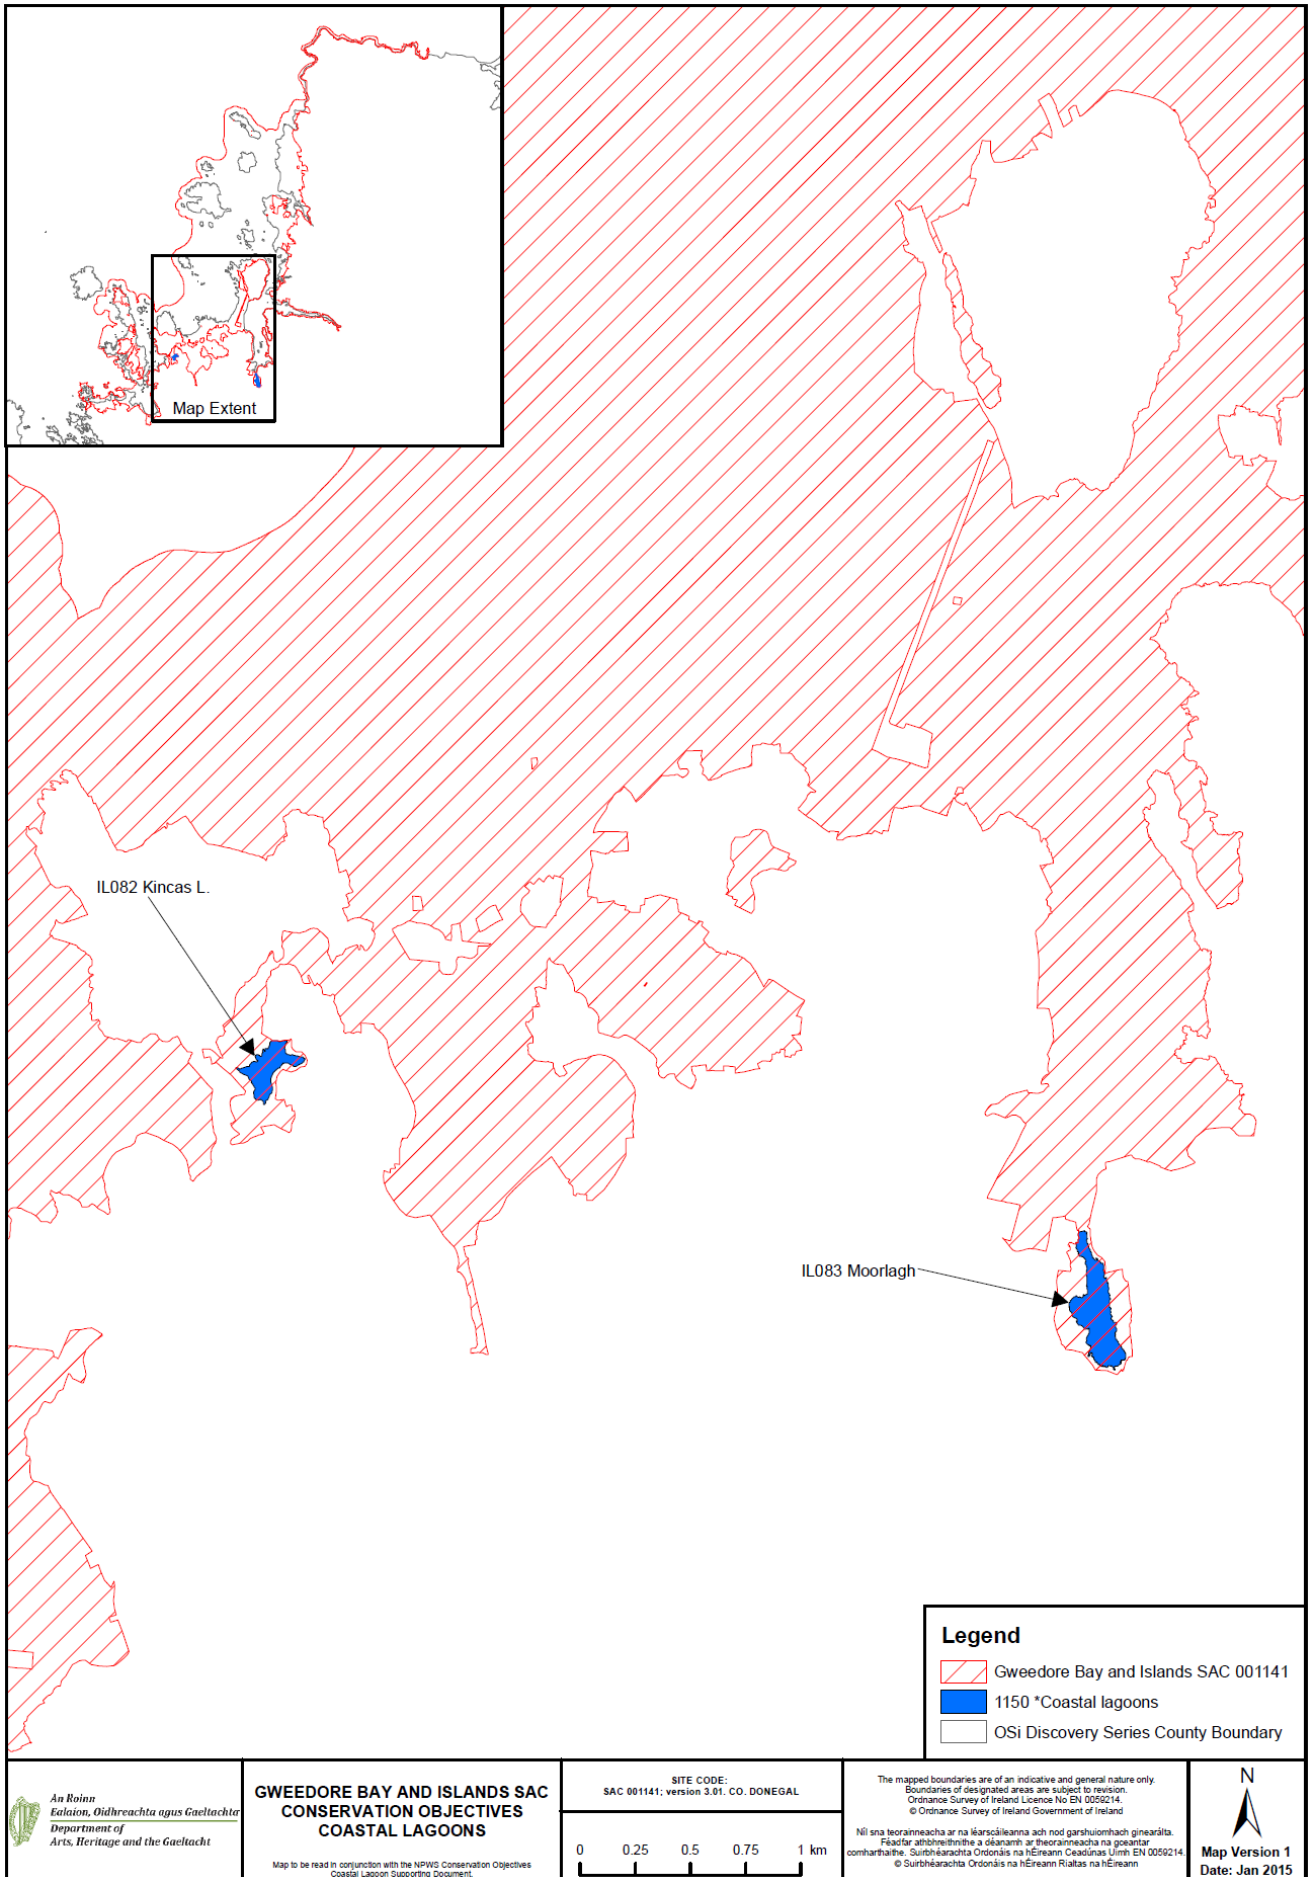 Map Extent
IL082 Kincas L.
IL083 Moorlagh
Legend
Gweedore Bay and Islands SAC 001141
1150 *Coastal lagoons
OSi Discovery Series County Boundary
An Roinn
Ealaíon, Oidhreachta agus Gaeltachta
Department of
Arts, Heritage and the Gaeltacht
GWEEDORE BAY AND ISLANDS SAC
CONSERVATION OBJECTIVES
COASTAL LAGOONS
Map to be read in conjunction with the NPWS Conservation Objectives
Coastal Lagoon Supporting Document.
SITE CODE:
SAC 001141; version 3.01. CO. DONEGAL
0 0.25 0.5 0.75 1 km
The mapped boundaries are of an indicative and general nature only.
Boundaries of designated areas are subject to revision.
Ordnance Survey of Ireland Licence No EN 0059214.
© Ordnance Survey of Ireland Government of Ireland
Níl sna teorainneacha ar na léarscáileanna ach nod garshuiomhach ginearálta.
Féadfar athbhreithnithe a déanamh ar theorainneacha na gceantar
comharthaithe. Suirbhéarachta Ordonáis na hÉireann Ceadúnas Uimh EN 0059214.
© Suirbhéarachta Ordonáis na hÉireann Rialtas na hÉireann
N
Map Version 1
Date: Jan 2015